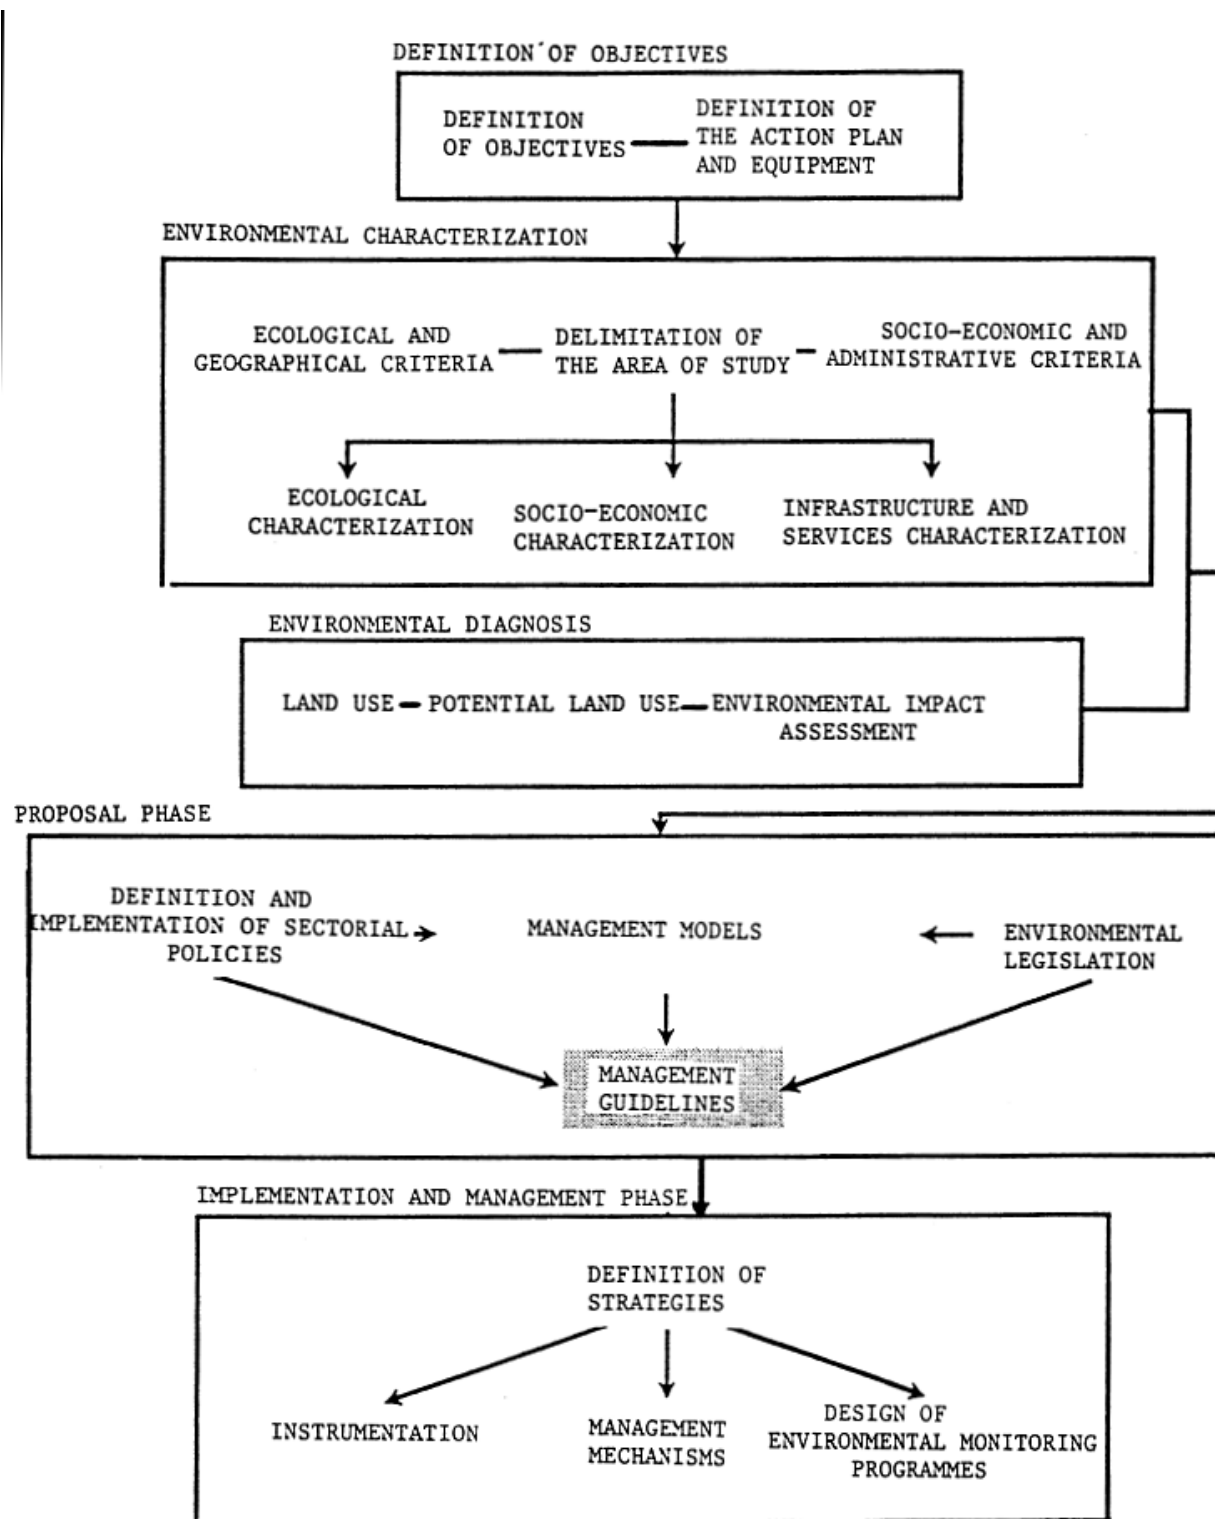 DEFINITION OF OBJECTIVES
DEFINITION
OF OBJECTIVES
DEFINITION OF
THE ACTION PLAN
AND EQUIPMENT
ENVIRONMENTAL CHARACTERIZATION
ECOLOGICAL AND
GEOGRAPHICAL CRITERIA
DELIMITATION OF
THE AREA OF STUDY
SOCIO-ECONOMIC AND
ADMINISTRATIVE CRITERIA
ECOLOGICAL
CHARACTERIZATION
SOCIO-ECONOMIC
CHARACTERIZATION
INFRASTRUCTURE AND
SERVICES CHARACTERIZATION
ENVIRONMENTAL DIAGNOSIS
LAND USE — POTENTIAL LAND USE — ENVIRONMENTAL IMPACT
ASSESSMENT
PROPOSAL PHASE
DEFINITION AND
IMPLEMENTATION OF SECTORIAL
POLICIES
MANAGEMENT MODELS
ENVIRONMENTAL
LEGISLATION
MANAGEMENT
GUIDELINES
IMPLEMENTATION AND MANAGEMENT PHASE
DEFINITION OF
STRATEGIES
INSTRUMENTATION
MANAGEMENT
MECHANISMS
DESIGN OF
ENVIRONMENTAL MONITORING
PROGRAMMES